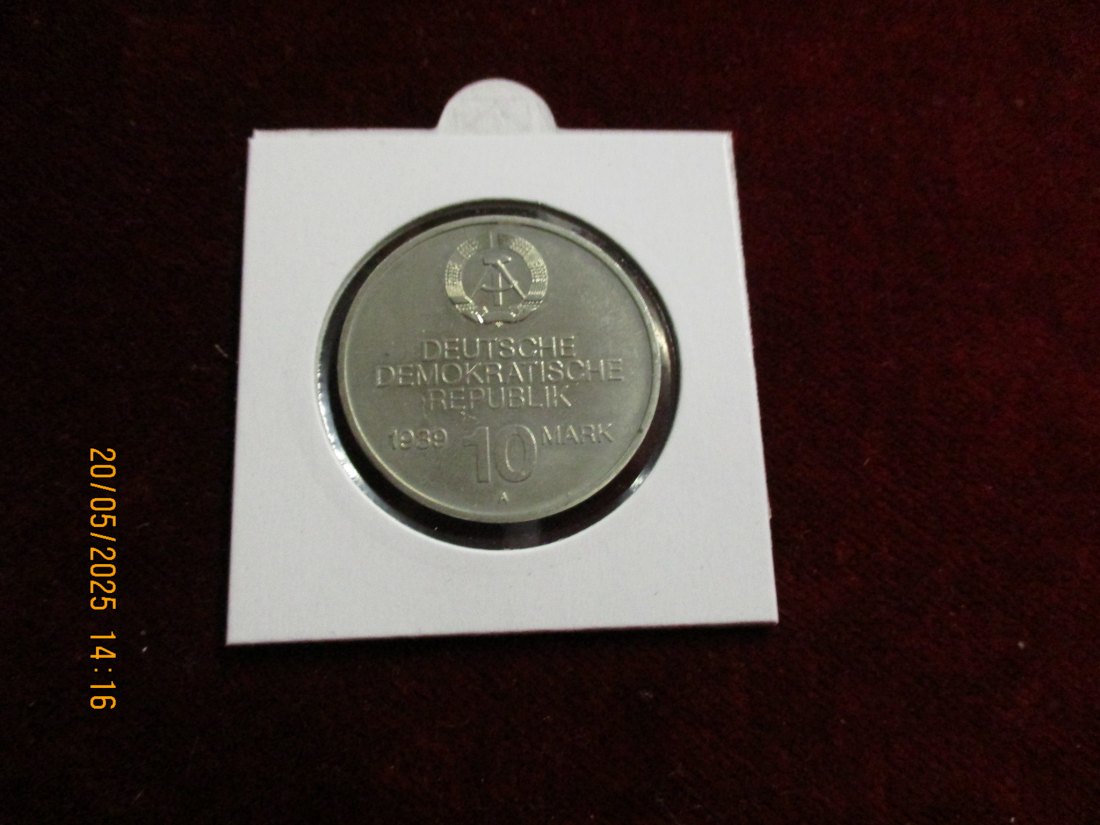 DEUTSCHE
DEMOKRATISCHE
REPUBLIK
1989 10 MARK
A
20/05/2025 14:16